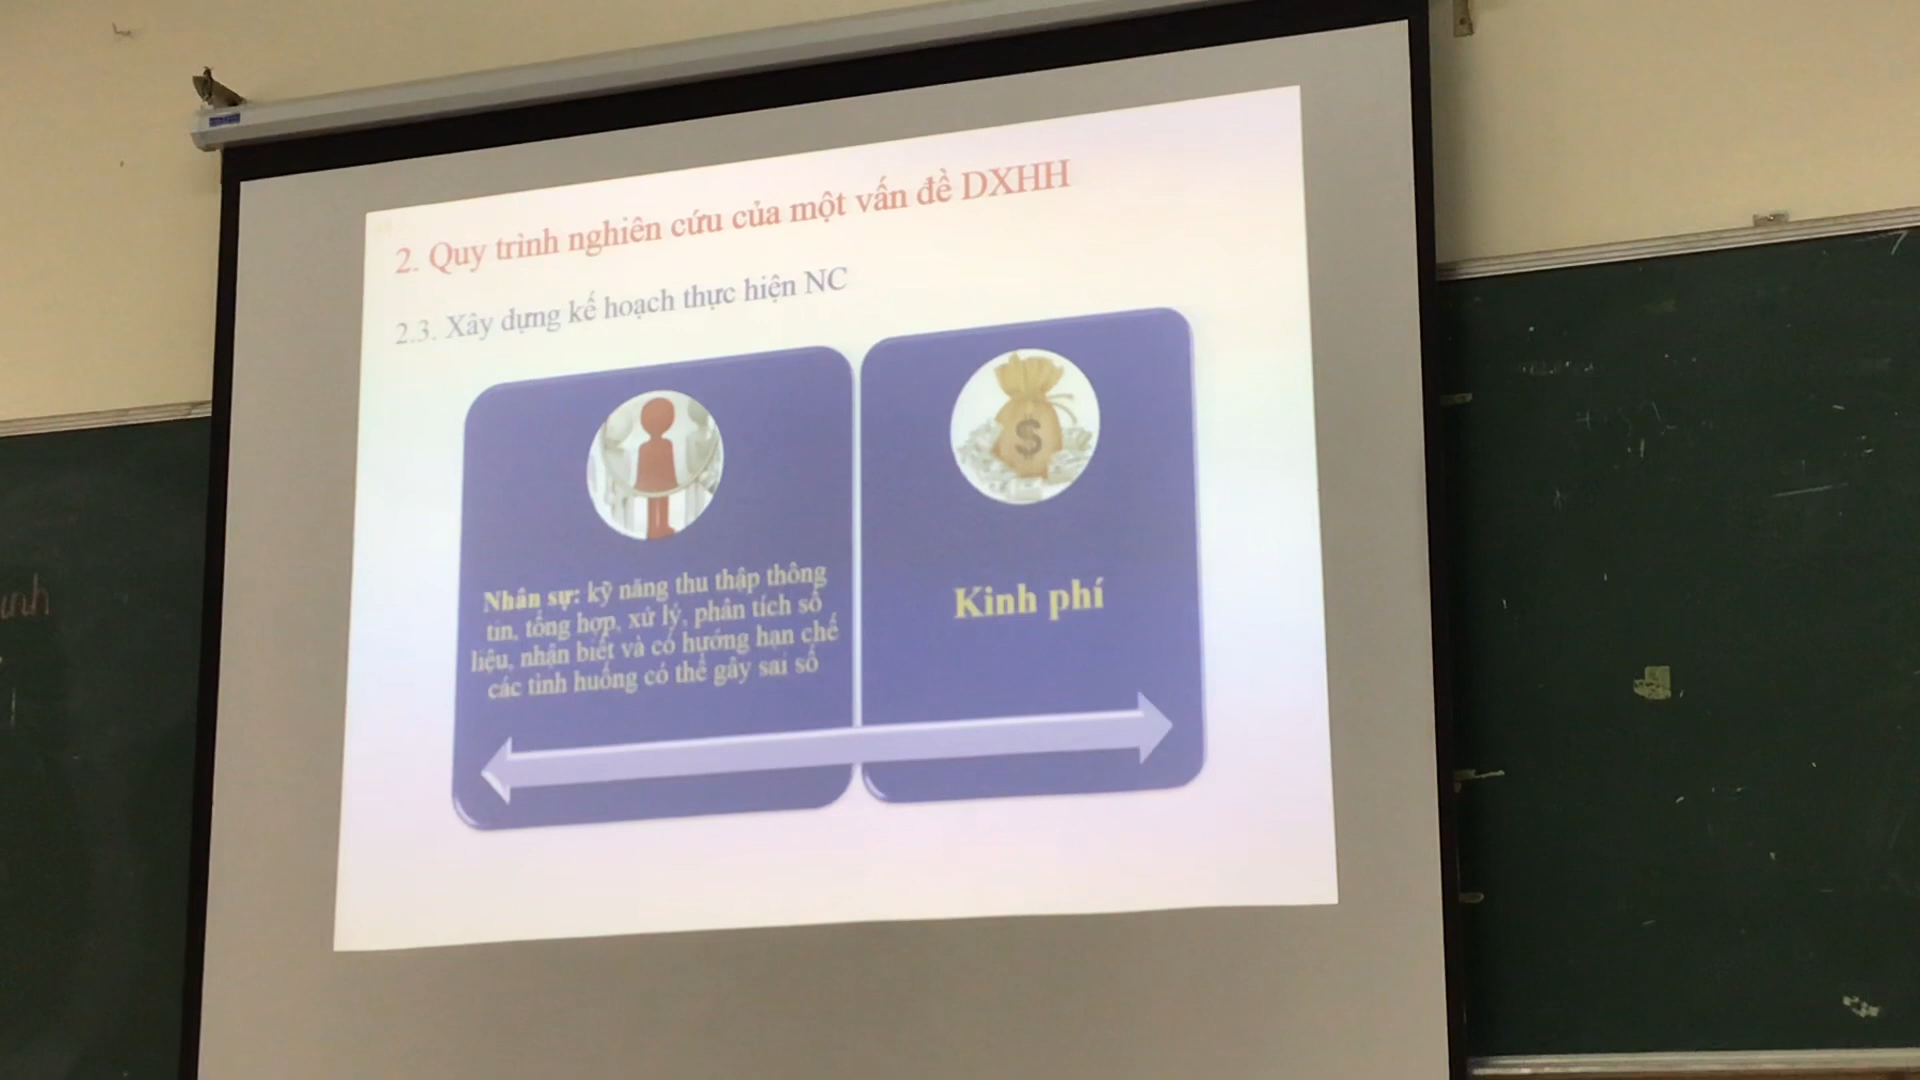 2. Quy trình nghiên cứu của một vấn đề DXHH
2.3. Xây dựng kế hoạch thực hiện NC
$
Nhân sự: kỹ năng thu thập thông
tin, tổng hợp, xử lý, phân tích số
liệu, nhận biết và có hướng hạn chế
các tình huống có thể gây sai số
Kinh phí